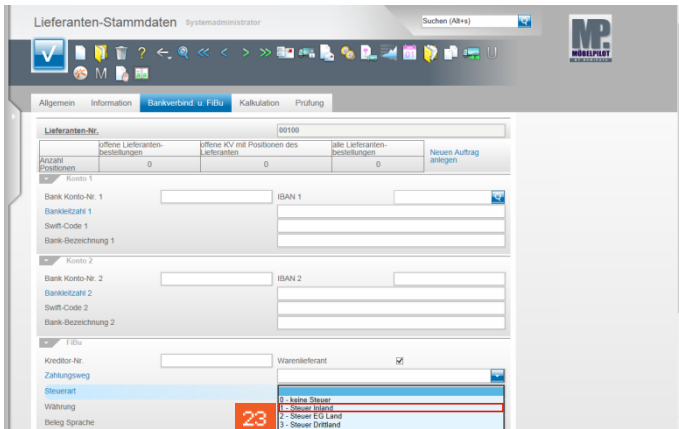 Lieferanten-Stammdaten Systemadministrator
Suchen (Alt+s)
MP
MÖBELPILOT
M U
Allgemein Information Bankverbind. u. FiBu Kalkulation Prüfung
Lieferanten-Nr. 00100
offene Lieferanten-bestellungen offene KV mit Positionen des Lieferanten alle Lieferanten-bestellungen Neuen Auftrag anlegen
Anzahl Positionen 0 0 0
Konto 1
Bank Konto-Nr. 1 IBAN 1
Bankleitzahl 1
Swift-Code 1
Bank-Bezeichnung 1
Konto 2
Bank Konto-Nr. 2 IBAN 2
Bankleitzahl 2
Swift-Code 2
Bank-Bezeichnung 2
FiBu
Kreditor-Nr. Warenlieferant
Zahlungsweg
Steuerart
0 - keine Steuer
Währung 1 - Steuer Inland
23 2 - Steuer EG Land
Beleg Sprache 3 - Steuer Drittland